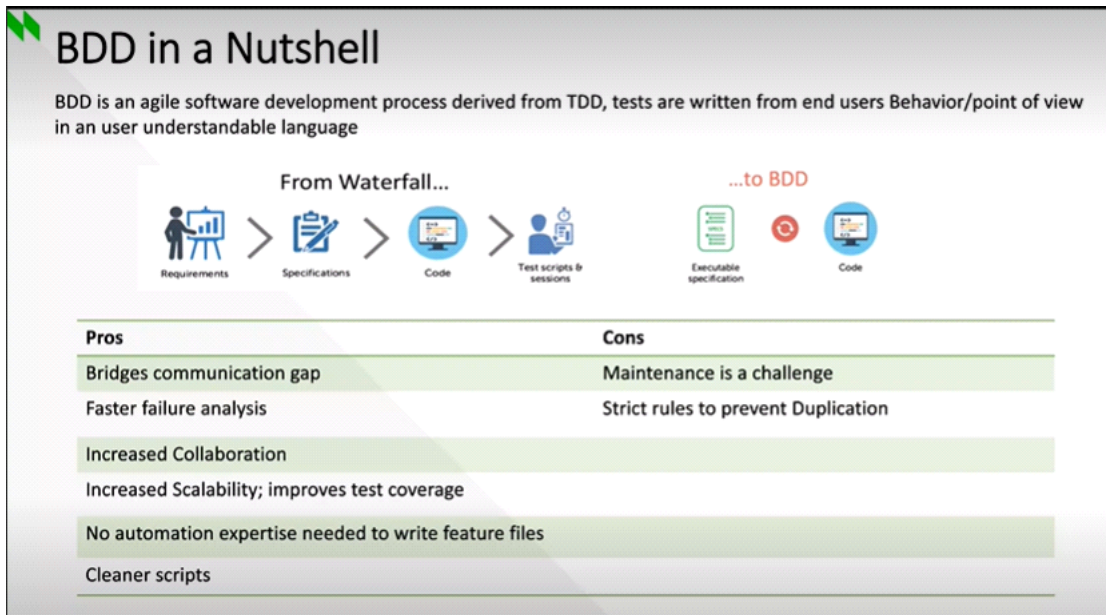 BDD in a Nutshell
BDD is an agile software development process derived from TDD, tests are written from end users Behavior/point of view
in an user understandable language
From Waterfall...
...to BDD
Requirements
Specifications
Code
Test scripts &
sessions
Executable
specification
Code
Pros
Cons
Bridges communication gap
Maintenance is a challenge
Faster failure analysis
Strict rules to prevent Duplication
Increased Collaboration
Increased Scalability; improves test coverage
No automation expertise needed to write feature files
Cleaner scripts